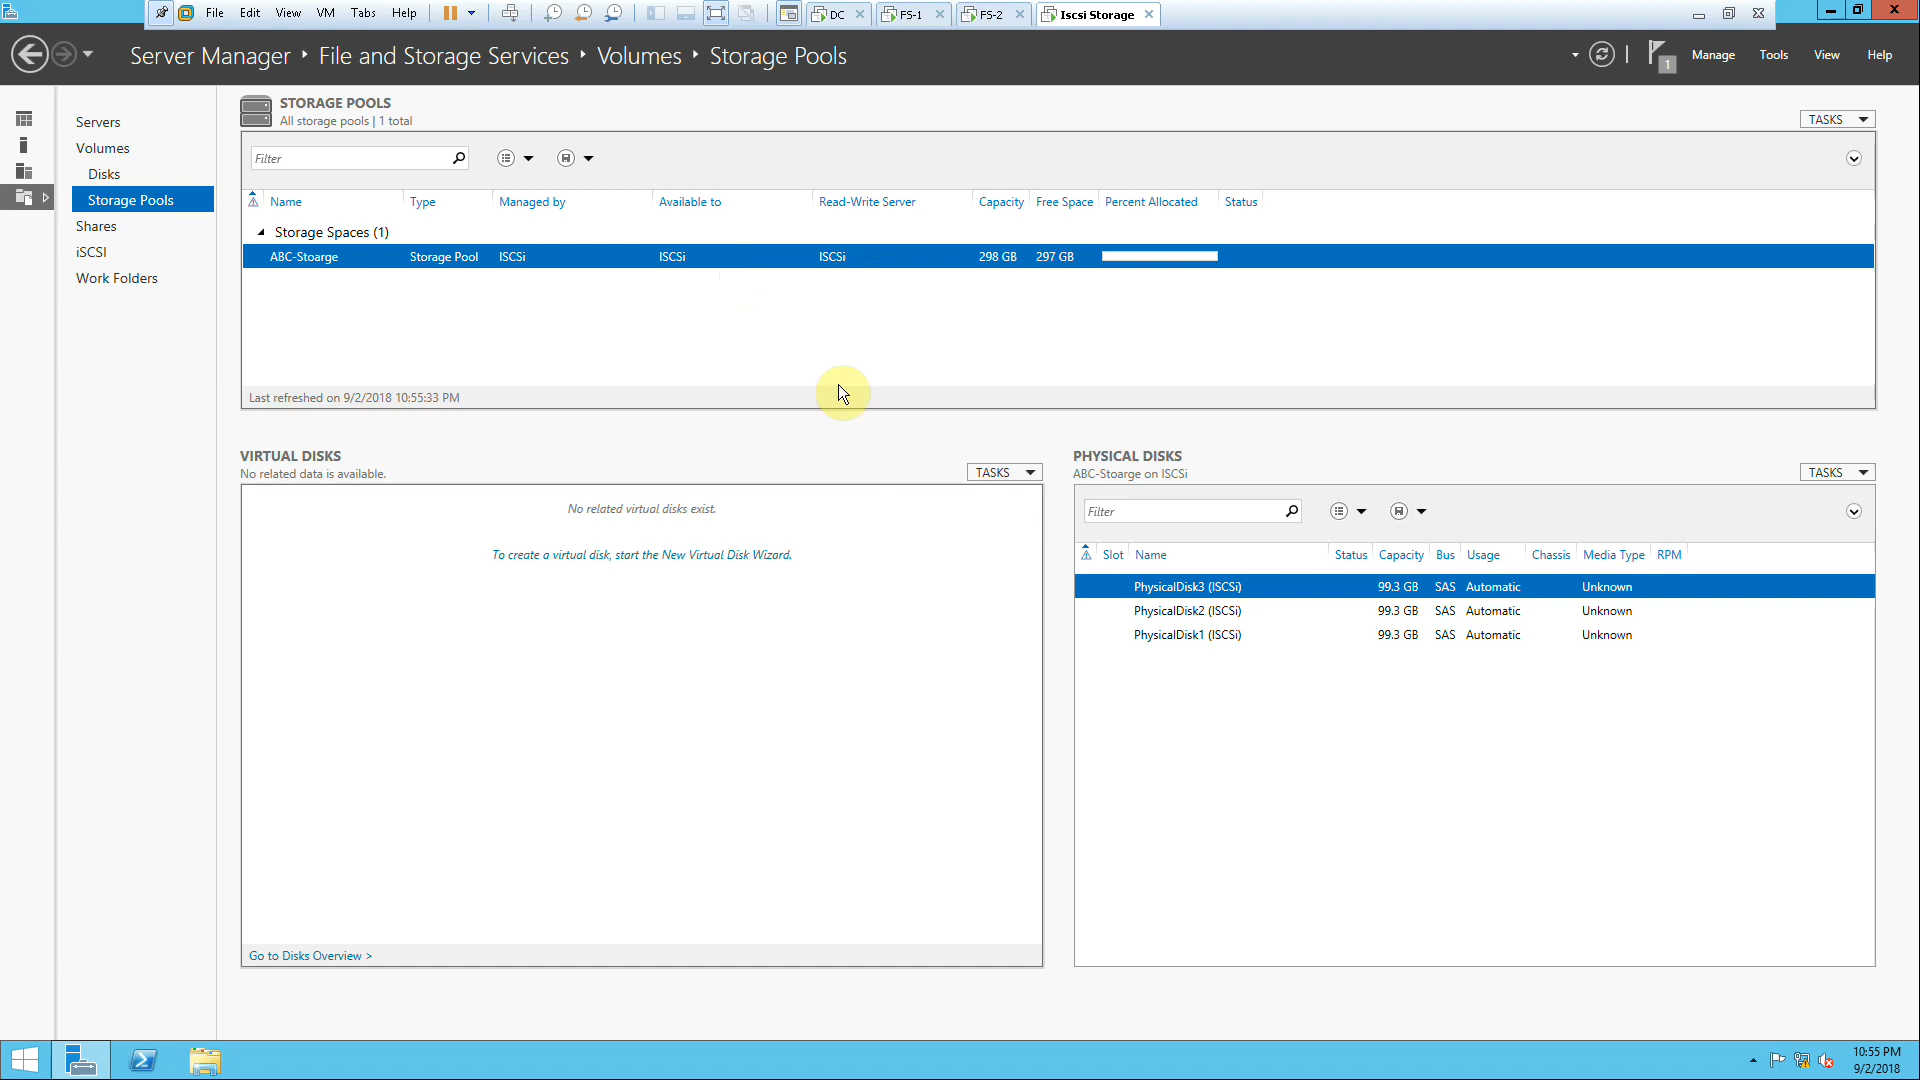 File Edit View VM Tabs Help DC FS-1 FS-2 Iscsi Storage
Server Manager File and Storage Services Volumes Storage Pools
1 Manage Tools View Help
Servers
Volumes
Disks
Storage Pools
Shares
iSCSI
Work Folders
STORAGE POOLS
All storage pools | 1 total
TASKS
Filter
Name Type Managed by Available to Read-Write Server Capacity Free Space Percent Allocated Status
Storage Spaces (1)
ABC-Stoarge Storage Pool ISCSi ISCSi ISCSi 298 GB 297 GB
Last refreshed on 9/2/2018 10:55:33 PM
VIRTUAL DISKS
No related data is available.
TASKS
No related virtual disks exist.
To create a virtual disk, start the New Virtual Disk Wizard.
Go to Disks Overview >
PHYSICAL DISKS
ABC-Stoarge on ISCSi
TASKS
Filter
Slot Name Status Capacity Bus Usage Chassis Media Type RPM
PhysicalDisk3 (ISCSi) 99.3 GB SAS Automatic Unknown
PhysicalDisk2 (ISCSi) 99.3 GB SAS Automatic Unknown
PhysicalDisk1 (ISCSi) 99.3 GB SAS Automatic Unknown
10:55 PM
9/2/2018